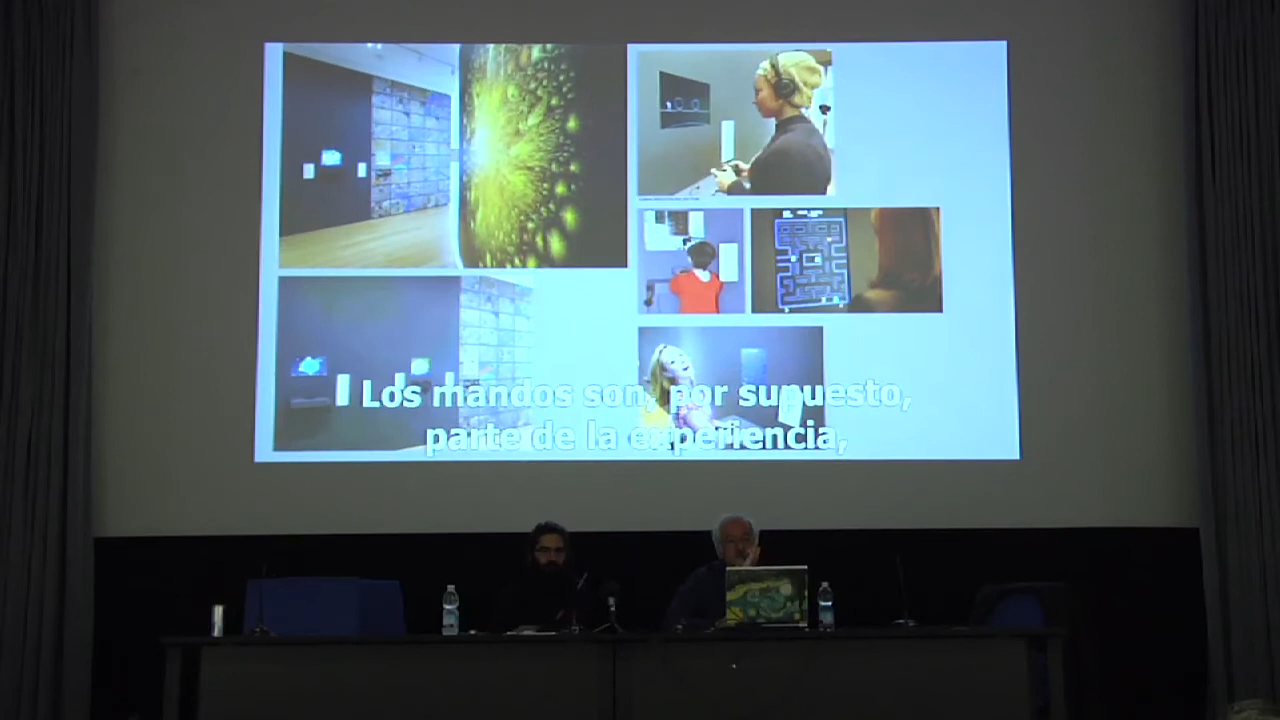 Los mandos son, por supuesto,
parte de la experiencia,